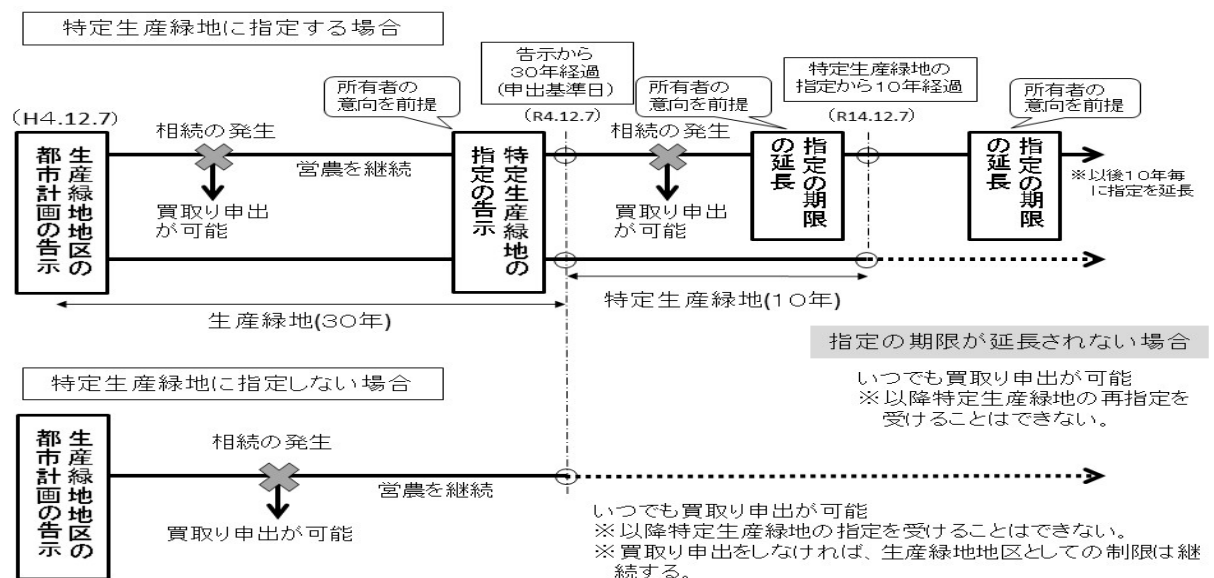 特定生産緑地に指定する場合
告示から
30年経過
(申出基準日)
特定生産緑地の
指定から10年経過
所有者の
意向を前提
所有者の
意向を前提
所有者の
意向を前提
(H4.12.7)
(R4.12.7)
(R14.12.7)
生産緑地地区の
都市計画の告示
相続の発生
営農を継続
買取り申出
が可能
特定生産緑地の
指定の告示
相続の発生
買取り申出
が可能
指定の期限
の延長
指定の期限
の延長
※以後10年毎
に指定を延長
生産緑地(30年)
特定生産緑地(10年)
指定の期限が延長されない場合
いつでも買取り申出が可能
※以降特定生産緑地の再指定を
受けることはできない。
特定生産緑地に指定しない場合
生産緑地地区の
都市計画の告示
相続の発生
営農を継続
買取り申出が可能
いつでも買取り申出が可能
※以降特定生産緑地の指定を受けることはできない。
※買取り申出をしなければ、生産緑地地区としての制限は継
続する。